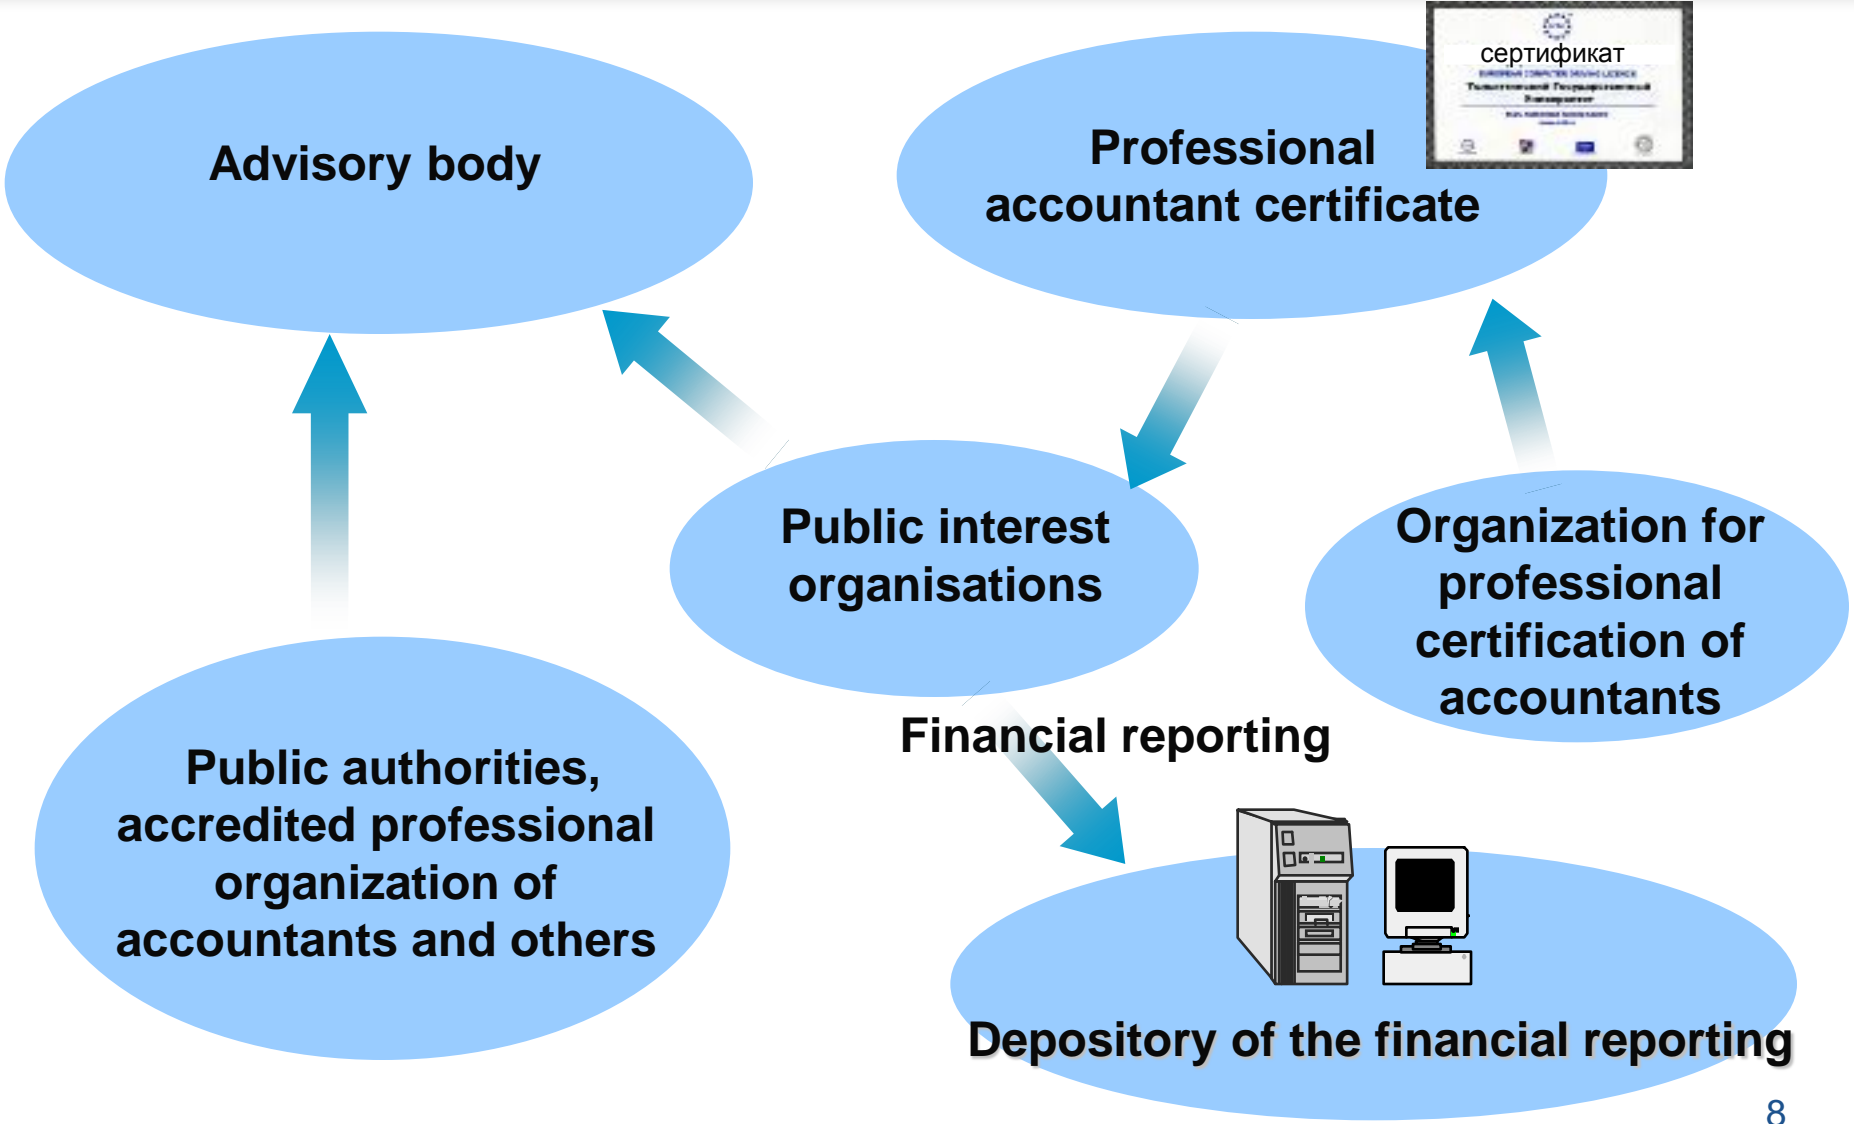 сертификат
Advisory body
Professional
accountant certificate
Public interest
organisations
Organization for
professional
certification of
accountants
Financial reporting
Public authorities,
accredited professional
organization of
accountants and others
Depository of the financial reporting
8